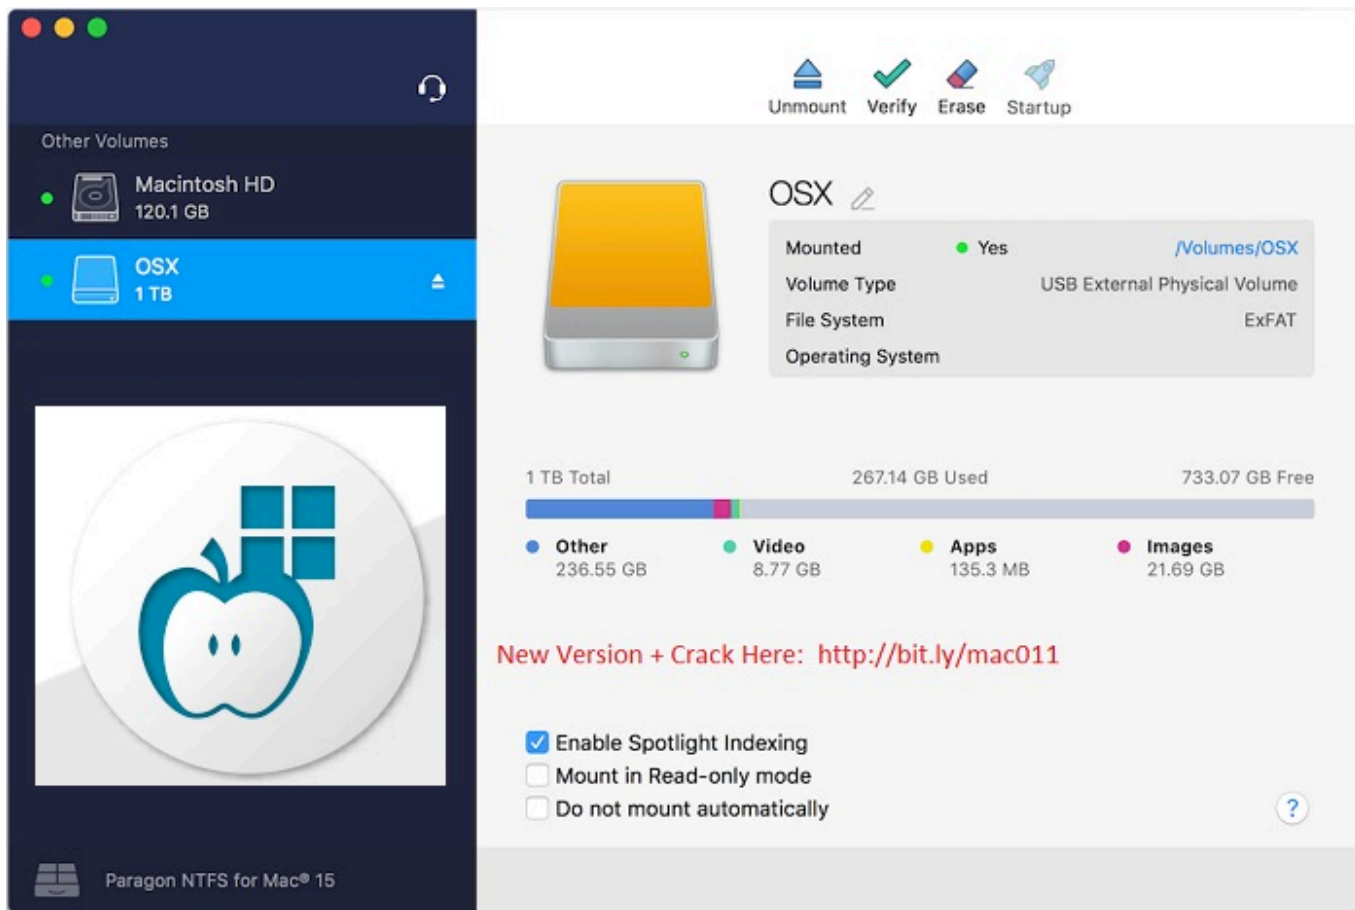 Unmount Verify Erase Startup
Other Volumes
Macintosh HD
120.1 GB
OSX
1 TB
OSX
Mounted Yes /Volumes/OSX
Volume Type USB External Physical Volume
File System ExFAT
Operating System
1 TB Total 267.14 GB Used 733.07 GB Free
Other Video Apps Images
236.55 GB 8.77 GB 135.3 MB 21.69 GB
New Version + Crack Here: http://bit.ly/mac011
Enable Spotlight Indexing
Mount in Read-only mode
Do not mount automatically
?
Paragon NTFS for Mac® 15